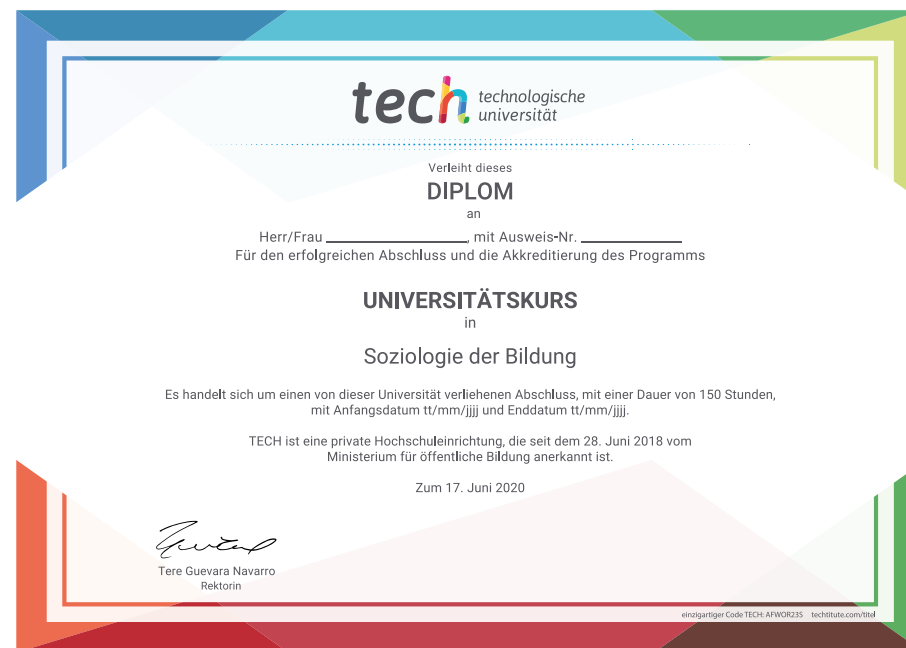 tech technologische
universität
Verleiht dieses
DIPLOM
an
Herr/Frau ____________, mit Ausweis-Nr. ____________
Für den erfolgreichen Abschluss und die Akkreditierung des Programms
UNIVERSITÄTSKURS
in
Soziologie der Bildung
Es handelt sich um einen von dieser Universität verliehenen Abschluss, mit einer Dauer von 150 Stunden,
mit Anfangsdatum tt/mm/jjjj und Enddatum tt/mm/jjjj.
TECH ist eine private Hochschuleinrichtung, die seit dem 28. Juni 2018 vom
Ministerium für öffentliche Bildung anerkannt ist.
Zum 17. Juni 2020
Tere Guevara Navarro
Rektorin
einzigartiger Code TECH: AFWOR23S techtitute.com/titel